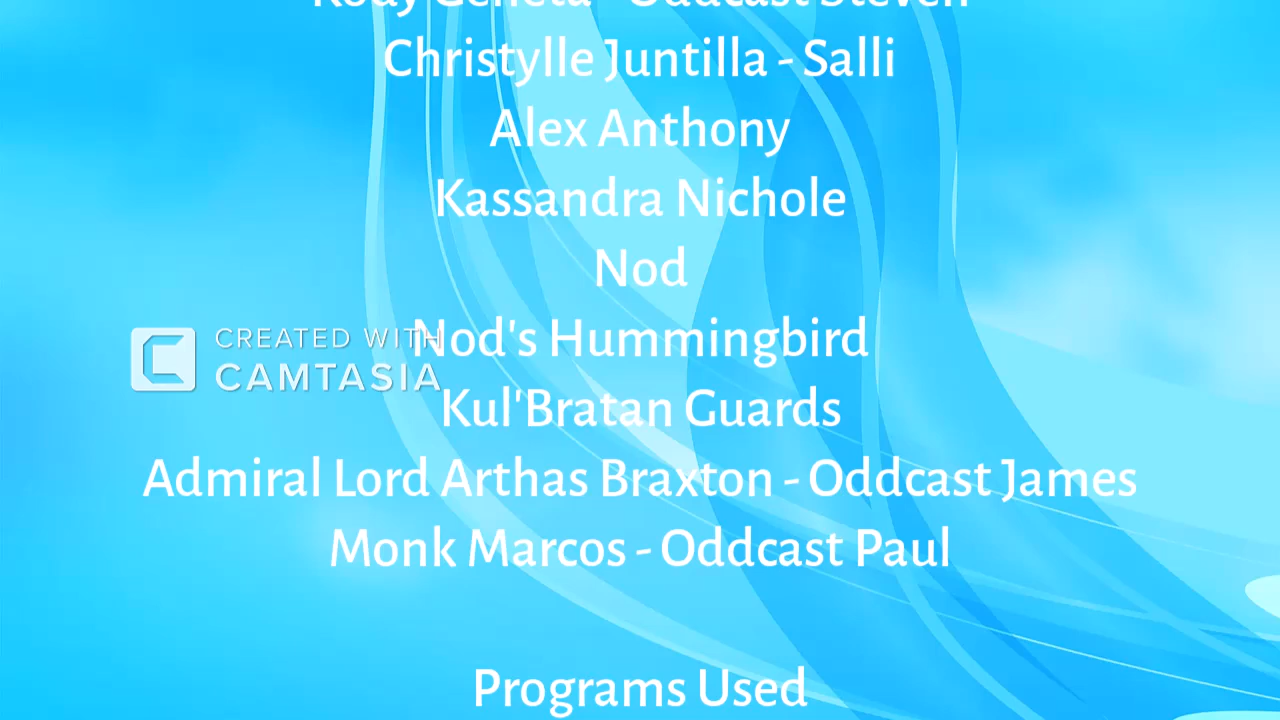 Christylle Juntilla - Salli
Alex Anthony
Kassandra Nichole
Nod
CREATED WITH
Nod's Hummingbird
CAMTASIA
Kul'Bratan Guards
Admiral Lord Arthas Braxton - Oddcast James
Monk Marcos - Oddcast Paul
Programs Used